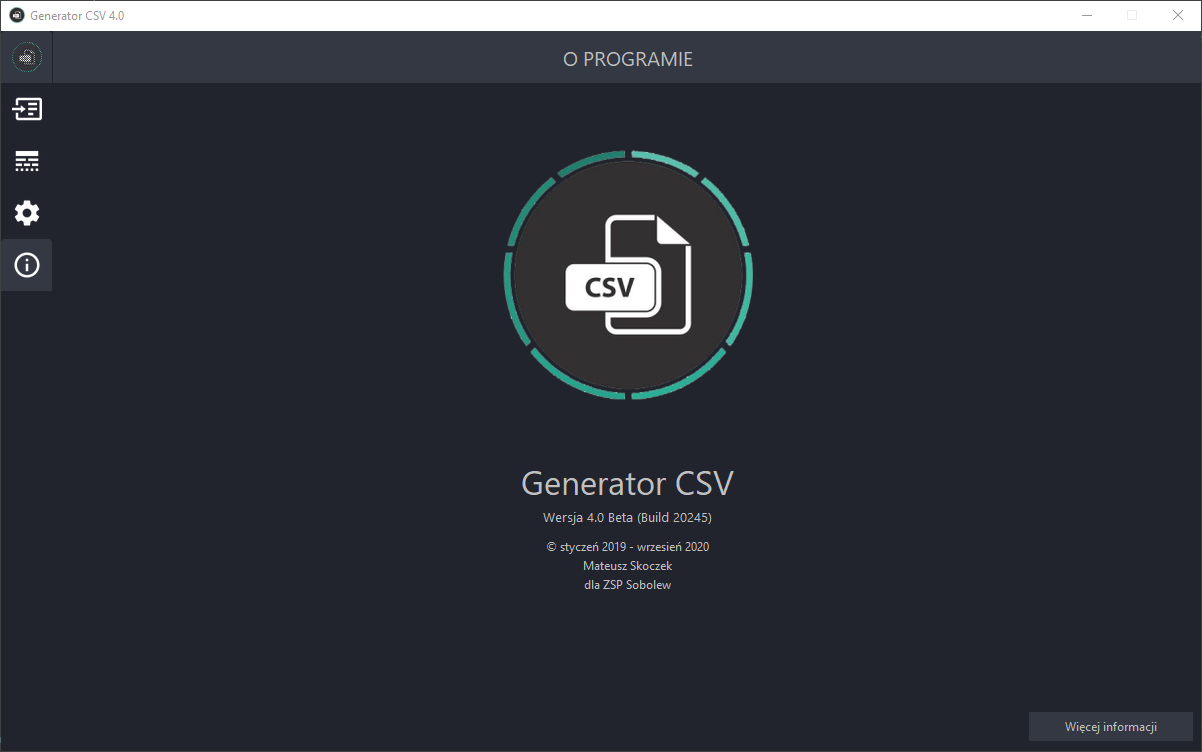 Generator CSV 4.0
O PROGRAMIE
CSV
Generator CSV
Wersja 4.0 Beta (Build 20245)
© styczeń 2019 - wrzesień 2020
Mateusz Skoczek
dla ZSP Sobolew
Więcej informacji